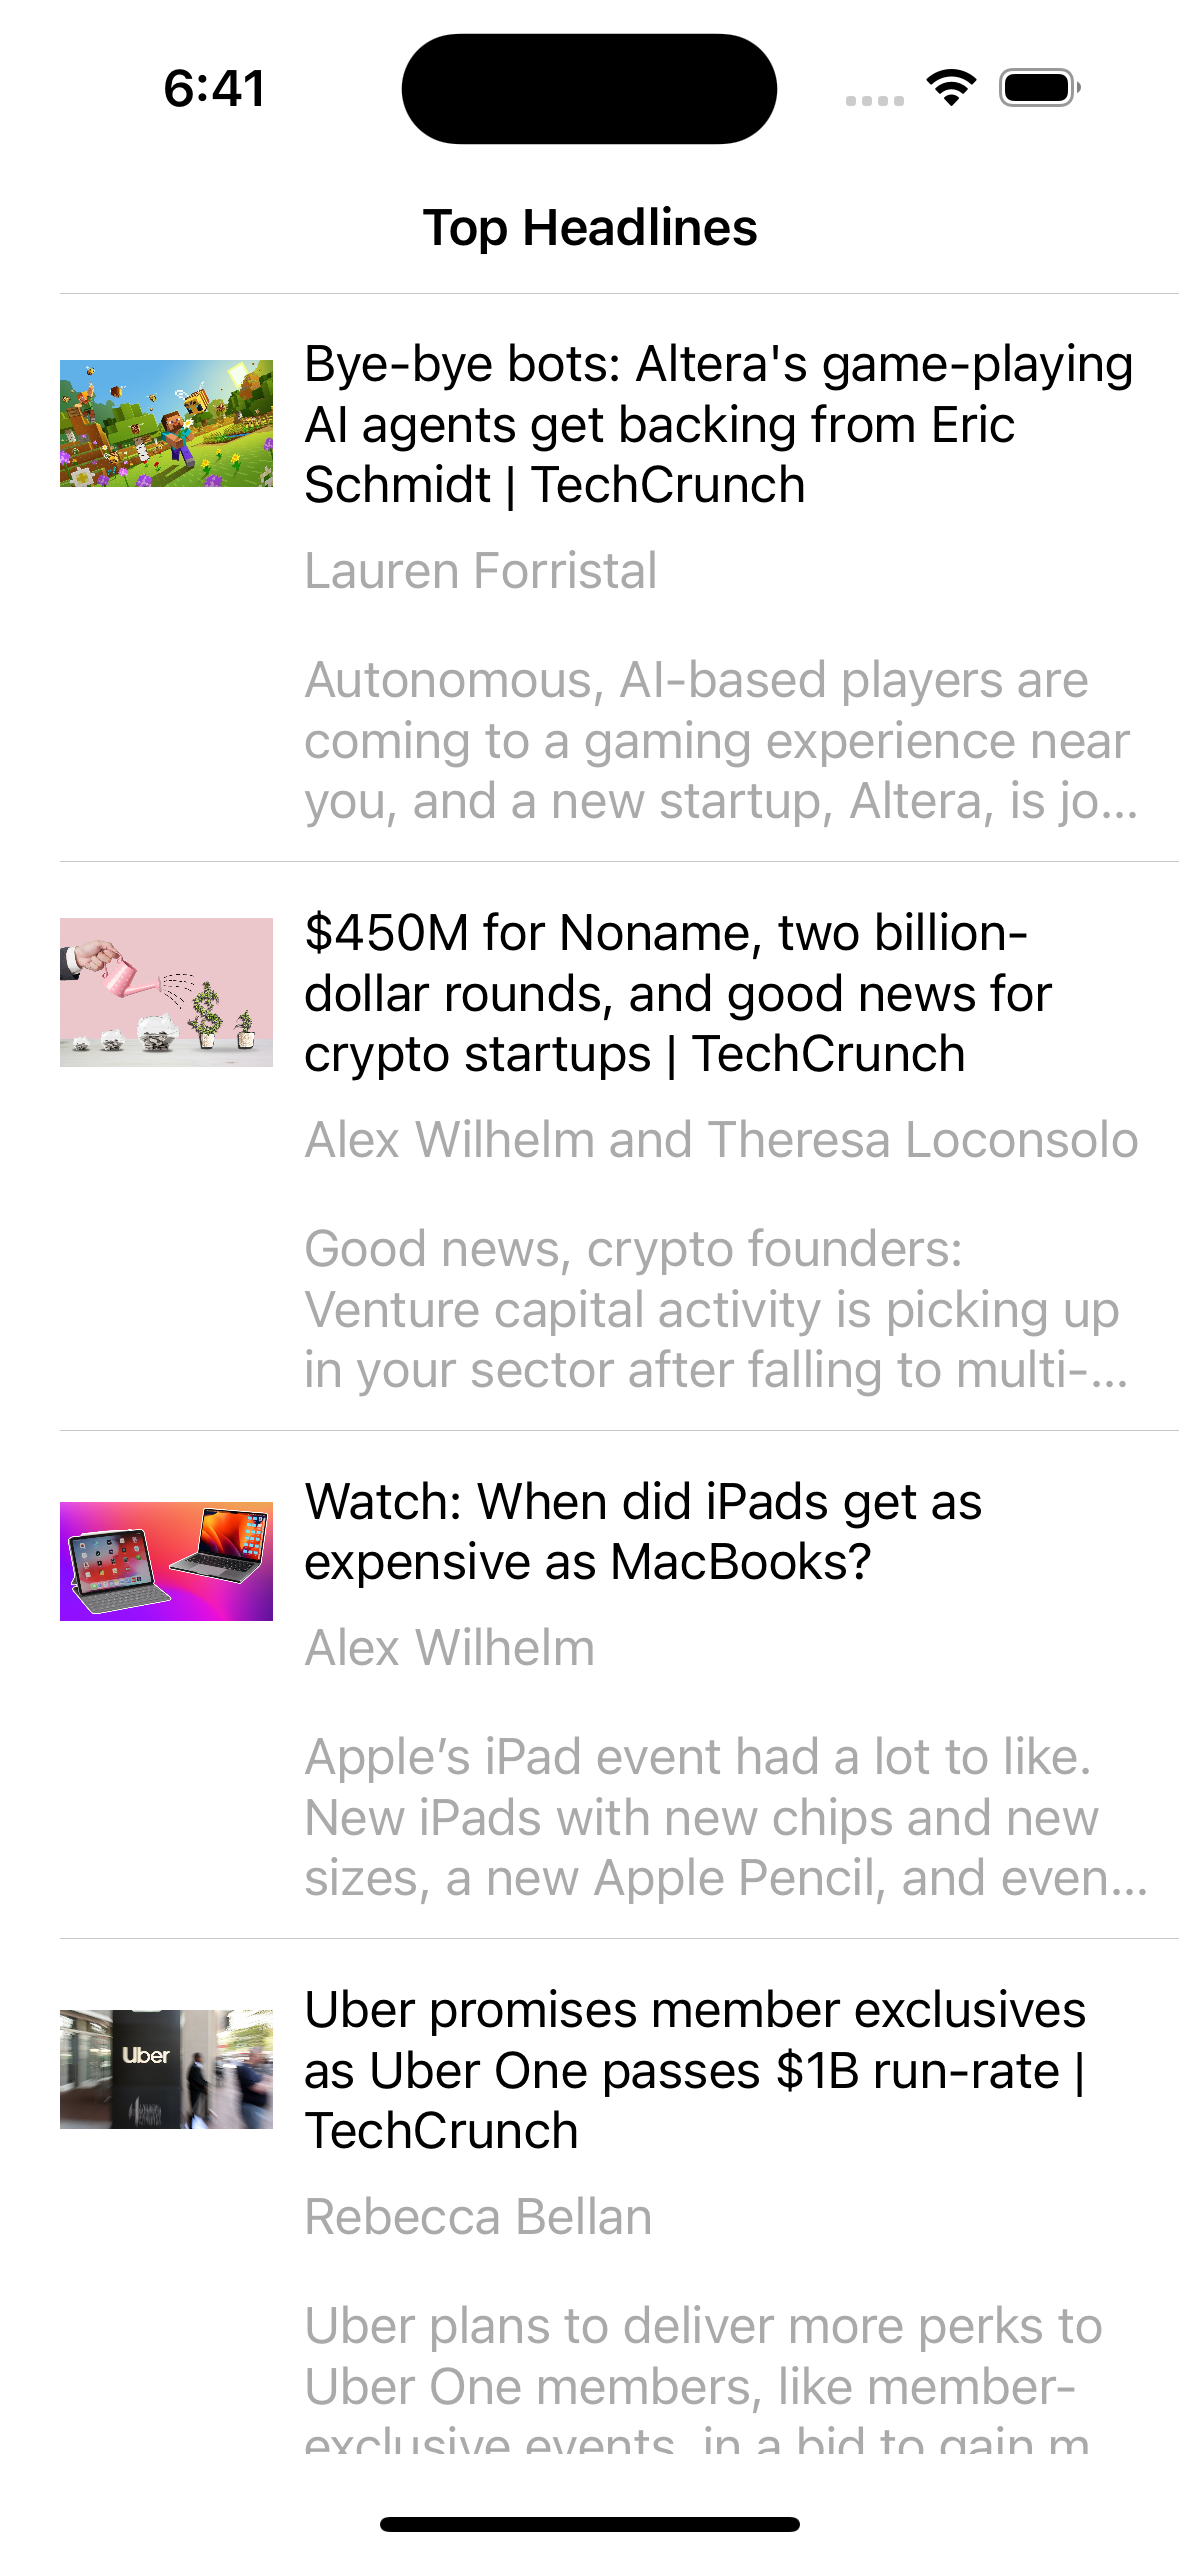 6:41
Top Headlines
Bye-bye bots: Altera's game-playing
AI agents get backing from Eric
Schmidt | TechCrunch
Lauren Forristal
Autonomous, AI-based players are
coming to a gaming experience near
you, and a new startup, Altera, is jo...
$450M for Noname, two billion-
dollar rounds, and good news for
crypto startups | TechCrunch
Alex Wilhelm and Theresa Loconsolo
Good news, crypto founders:
Venture capital activity is picking up
in your sector after falling to multi-...
Watch: When did iPads get as
expensive as MacBooks?
Alex Wilhelm
Apple’s iPad event had a lot to like.
New iPads with new chips and new
sizes, a new Apple Pencil, and even...
Uber
Uber promises member exclusives
as Uber One passes $1B run-rate |
TechCrunch
Rebecca Bellan
Uber plans to deliver more perks to
Uber One members, like member-
exclusive events, in a bid to gain m